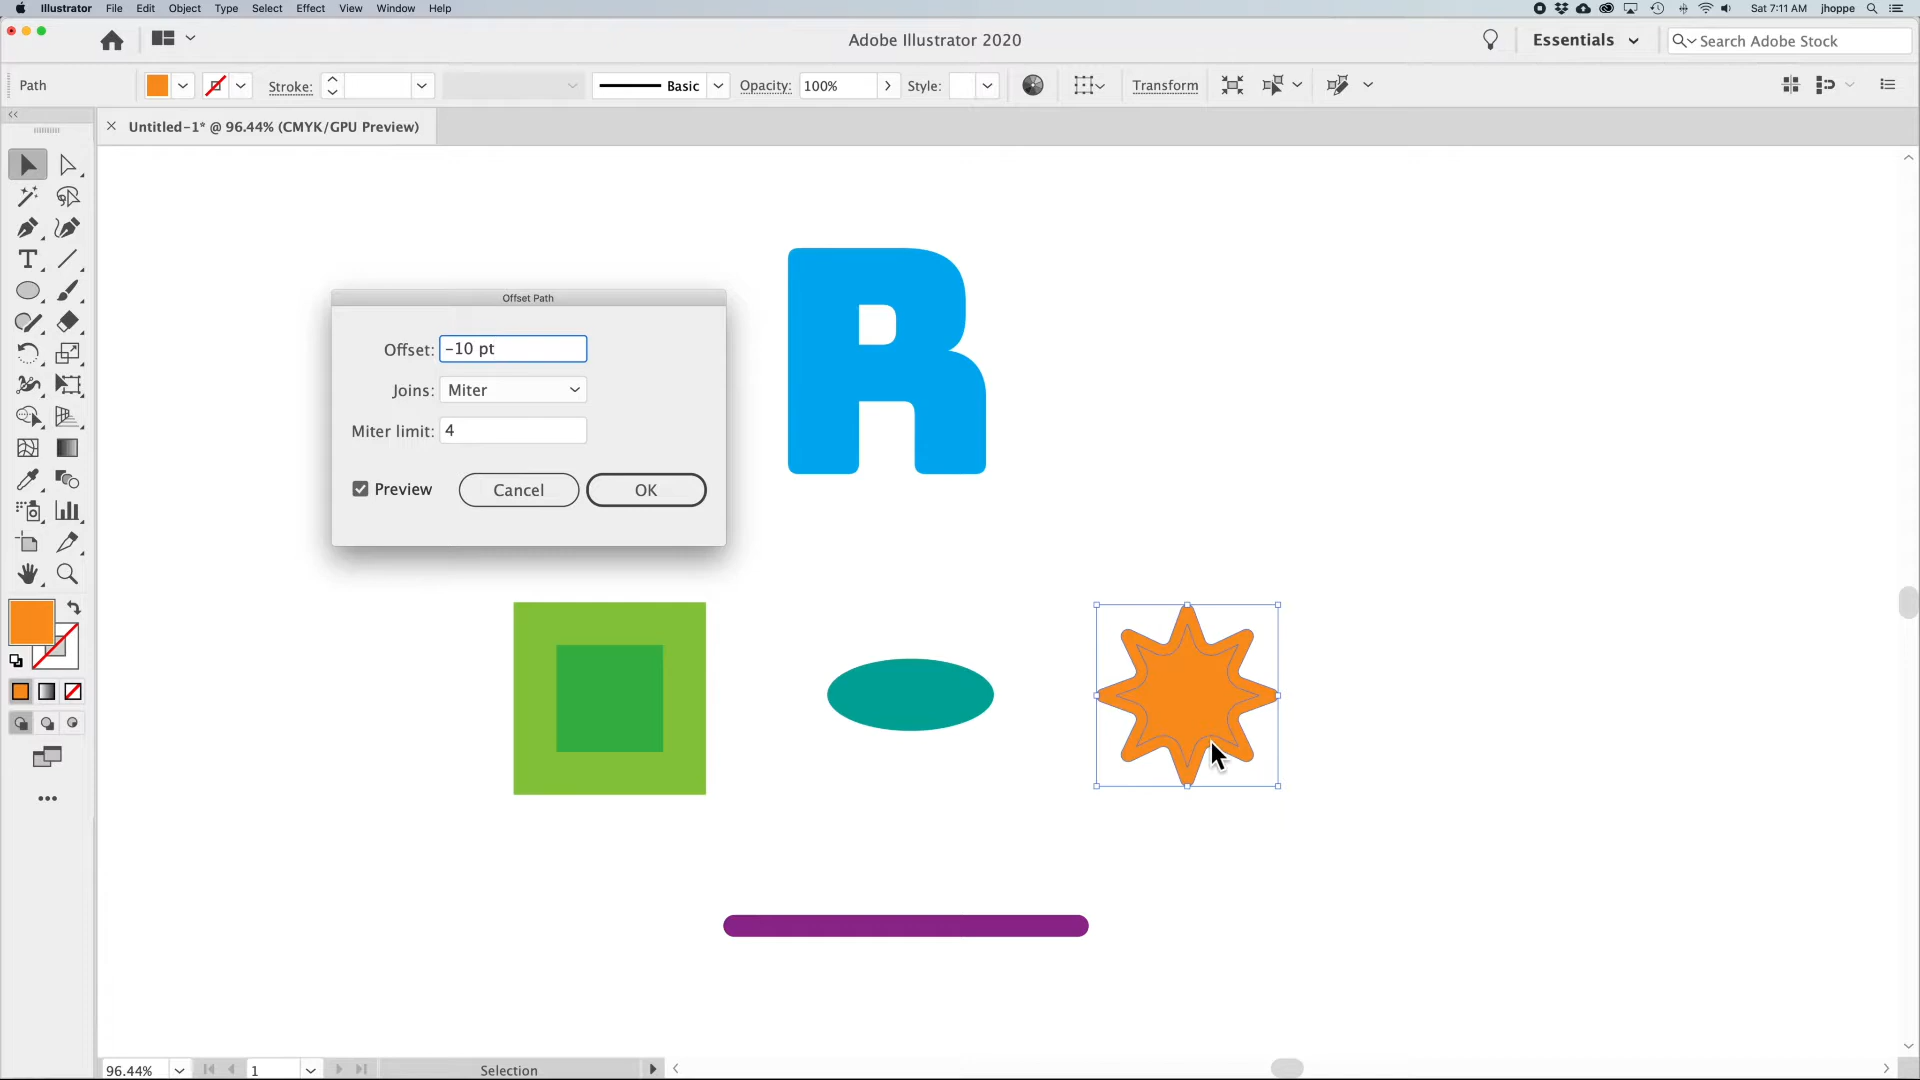 Illustrator File Edit Object Type Select Effect View Window Help Sat 7:11 AM jhoppe
Adobe Illustrator 2020 Essentials Search Adobe Stock
Path Stroke: Basic Opacity: 100% Style: Transform
Untitled-1* @ 96.44% (CMYK/GPU Preview)
Offset Path
Offset: -10 pt
Joins: Miter
Miter limit: 4
Preview Cancel OK
R
96.44% 1 Selection